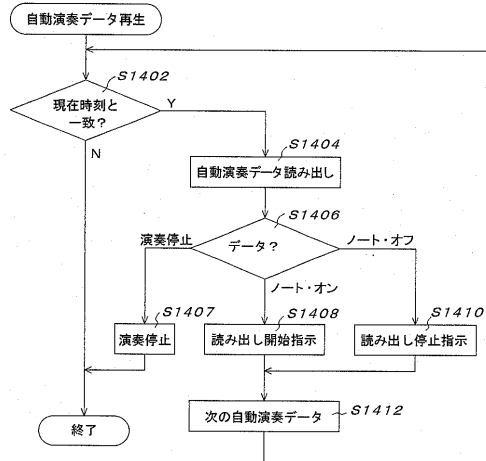 自動演奏データ再生
S1402
現在時刻と
一致?
Y
N
S1404
自動演奏データ読み出し
S1406
データ?
演奏停止
ノート・オフ
ノート・オン
S1407
演奏停止
S1408
読み出し開始指示
S1410
読み出し停止指示
終了
次の自動演奏データ
S1412